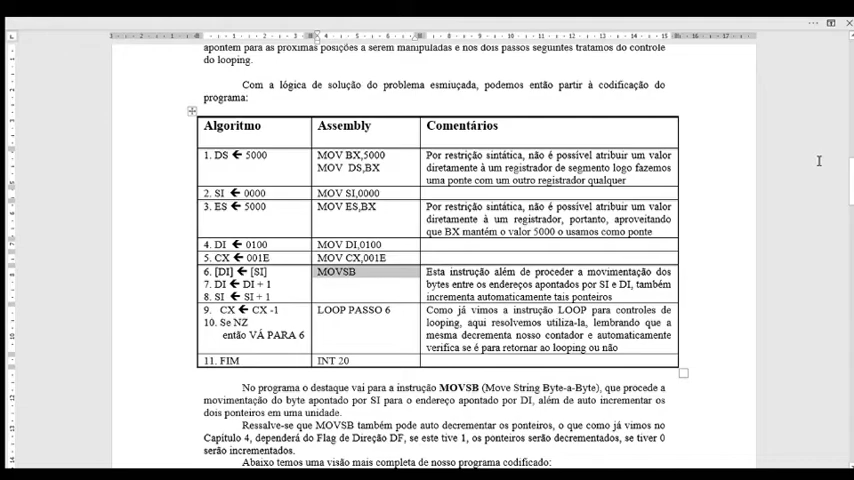 apontem para as próximas posições a serem manipuladas e nos dois passos seguintes tratamos do controle
do looping.
Com a lógica de solução do problema esmiuçada, podemos então partir à codificação do
programa:
Algoritmo Assembly Comentários
1. DS 🡰 5000 MOV BX,5000 Por restrição sintática, não é possível atribuir um valor
MOV DS,BX diretamente à um registrador de segmento logo fazemos
uma ponte com um outro registrador qualquer
2. SI 🡰 0000 MOV SI,0000
3. ES 🡰 5000 MOV ES,BX Por restrição sintática, não é possível atribuir um valor
diretamente à um registrador, portanto, aproveitando
que BX mantém o valor 5000 o usamos como ponte
4. DI 🡰 0100 MOV DI,0100
5. CX 🡰 001E MOV CX,001E
6. [DI] 🡰 [SI] MOVSB Esta instrução além de proceder a movimentação dos
7. DI 🡰 DI + 1 bytes entre os endereços apontados por SI e DI, também
8. SI 🡰 SI + 1 incrementa automaticamente tais ponteiros
9. CX 🡰 CX -1 LOOP PASSO 6 Como já vimos a instrução LOOP para controles de
10. Se NZ looping, aqui resolvemos utiliza-la, lembrando que a
então VÁ PARA 6 mesma decrementa nosso contador e automaticamente
verifica se é para retornar ao looping ou não
11. FIM INT 20
No programa o destaque vai para a instrução MOVSB (Move String Byte-a-Byte), que procede a
movimentação do byte apontado por SI para o endereço apontado por DI, além de auto incrementar os
dois ponteiros em uma unidade.
Ressalve-se que MOVSB também pode auto decrementar os ponteiros, o que como já vimos no
Capítulo 4, dependerá do Flag de Direção DF, se este tive 1, os ponteiros serão decrementados, se tiver 0
serão incrementados.
Abaixo temos uma visão mais completa de nosso programa codificado: